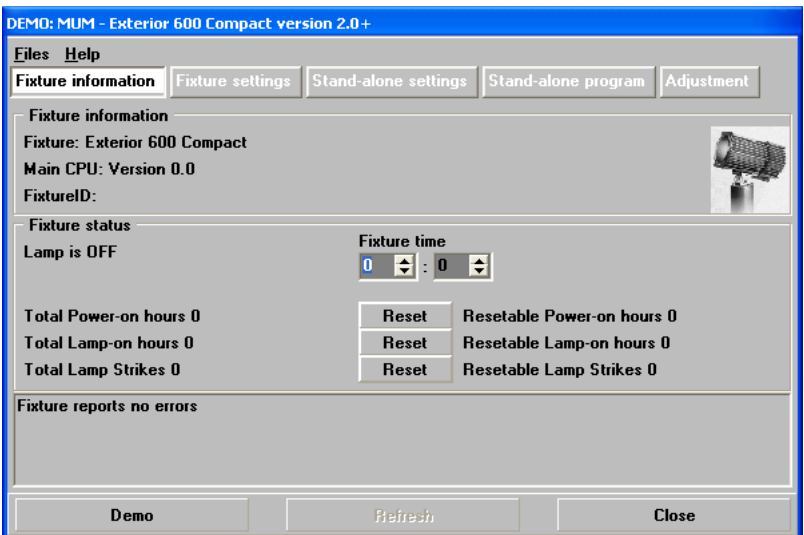 DEMO: MUM - Exterior 600 Compact version 2.0+
Files Help
Fixture information Fixture settings Stand-alone settings Stand-alone program Adjustment
Fixture information
Fixture: Exterior 600 Compact
Main CPU: Version 0.0
FixtureID:
Fixture status
Lamp is OFF
Fixture time
0 : 0
Total Power-on hours 0 Reset Resetable Power-on hours 0
Total Lamp-on hours 0 Reset Resetable Lamp-on hours 0
Total Lamp Strikes 0 Reset Resetable Lamp Strikes 0
Fixture reports no errors
Demo Refresh Close